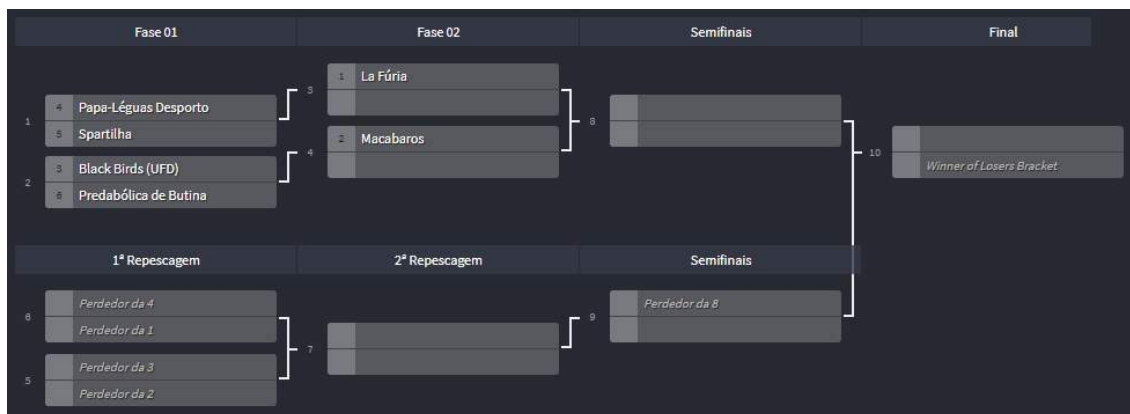 Fase 01 Fase 02 Semifinais Final
1
4 Papa-Léguas Desporto
5 Spartilha
2
3 Black Birds (UFD)
6 Predabólica de Butina
3
1 La Fúria
4
2 Macabaros
8
10
Winner of Losers Bracket
1ª Repescagem 2ª Repescagem Semifinais
6
Perdedor da 4
Perdedor da 1
5
Perdedor da 3
Perdedor da 2
7
9
Perdedor da 8